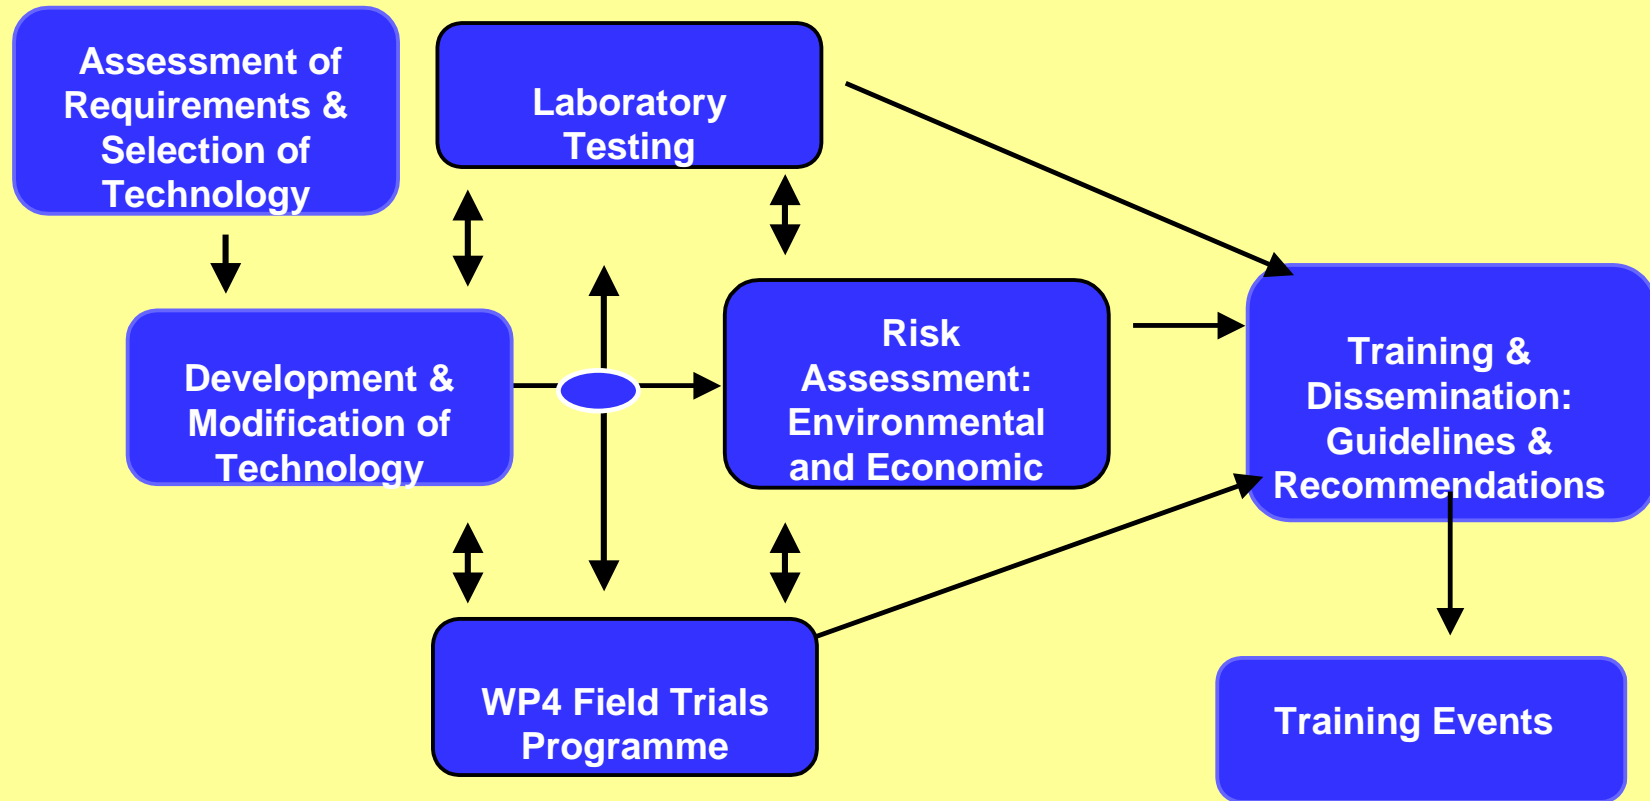 Assessment of
Requirements &
Selection of
Technology
Laboratory
Testing
Development &
Modification of
Technology
Risk
Assessment:
Environmental
and Economic
Training &
Dissemination:
Guidelines &
Recommendations
WP4 Field Trials
Programme
Training Events